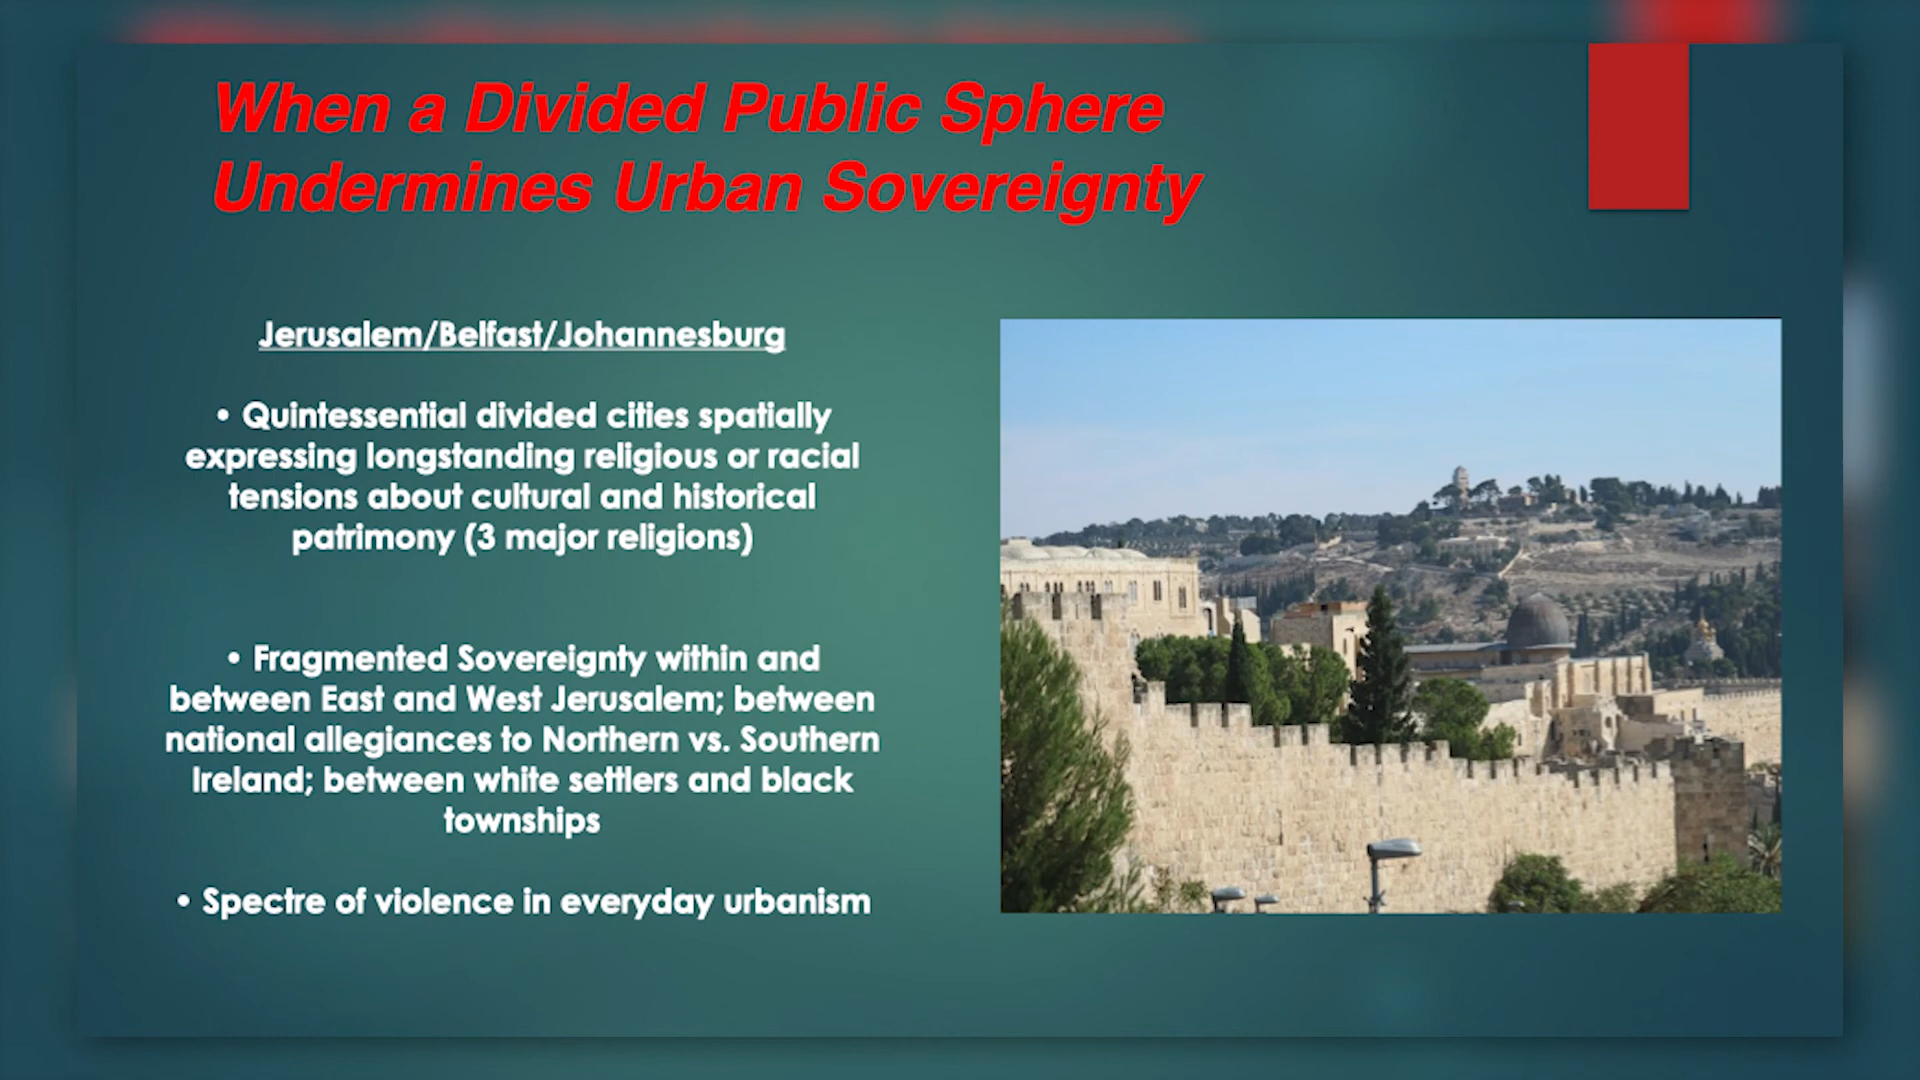 When a Divided Public Sphere
Undermines Urban Sovereignty
Jerusalem/Belfast/Johannesburg
• Quintessential divided cities spatially
expressing longstanding religious or racial
tensions about cultural and historical
patrimony (3 major religions)
• Fragmented Sovereignty within and
between East and West Jerusalem; between
national allegiances to Northern vs. Southern
Ireland; between white settlers and black
townships
• Spectre of violence in everyday urbanism